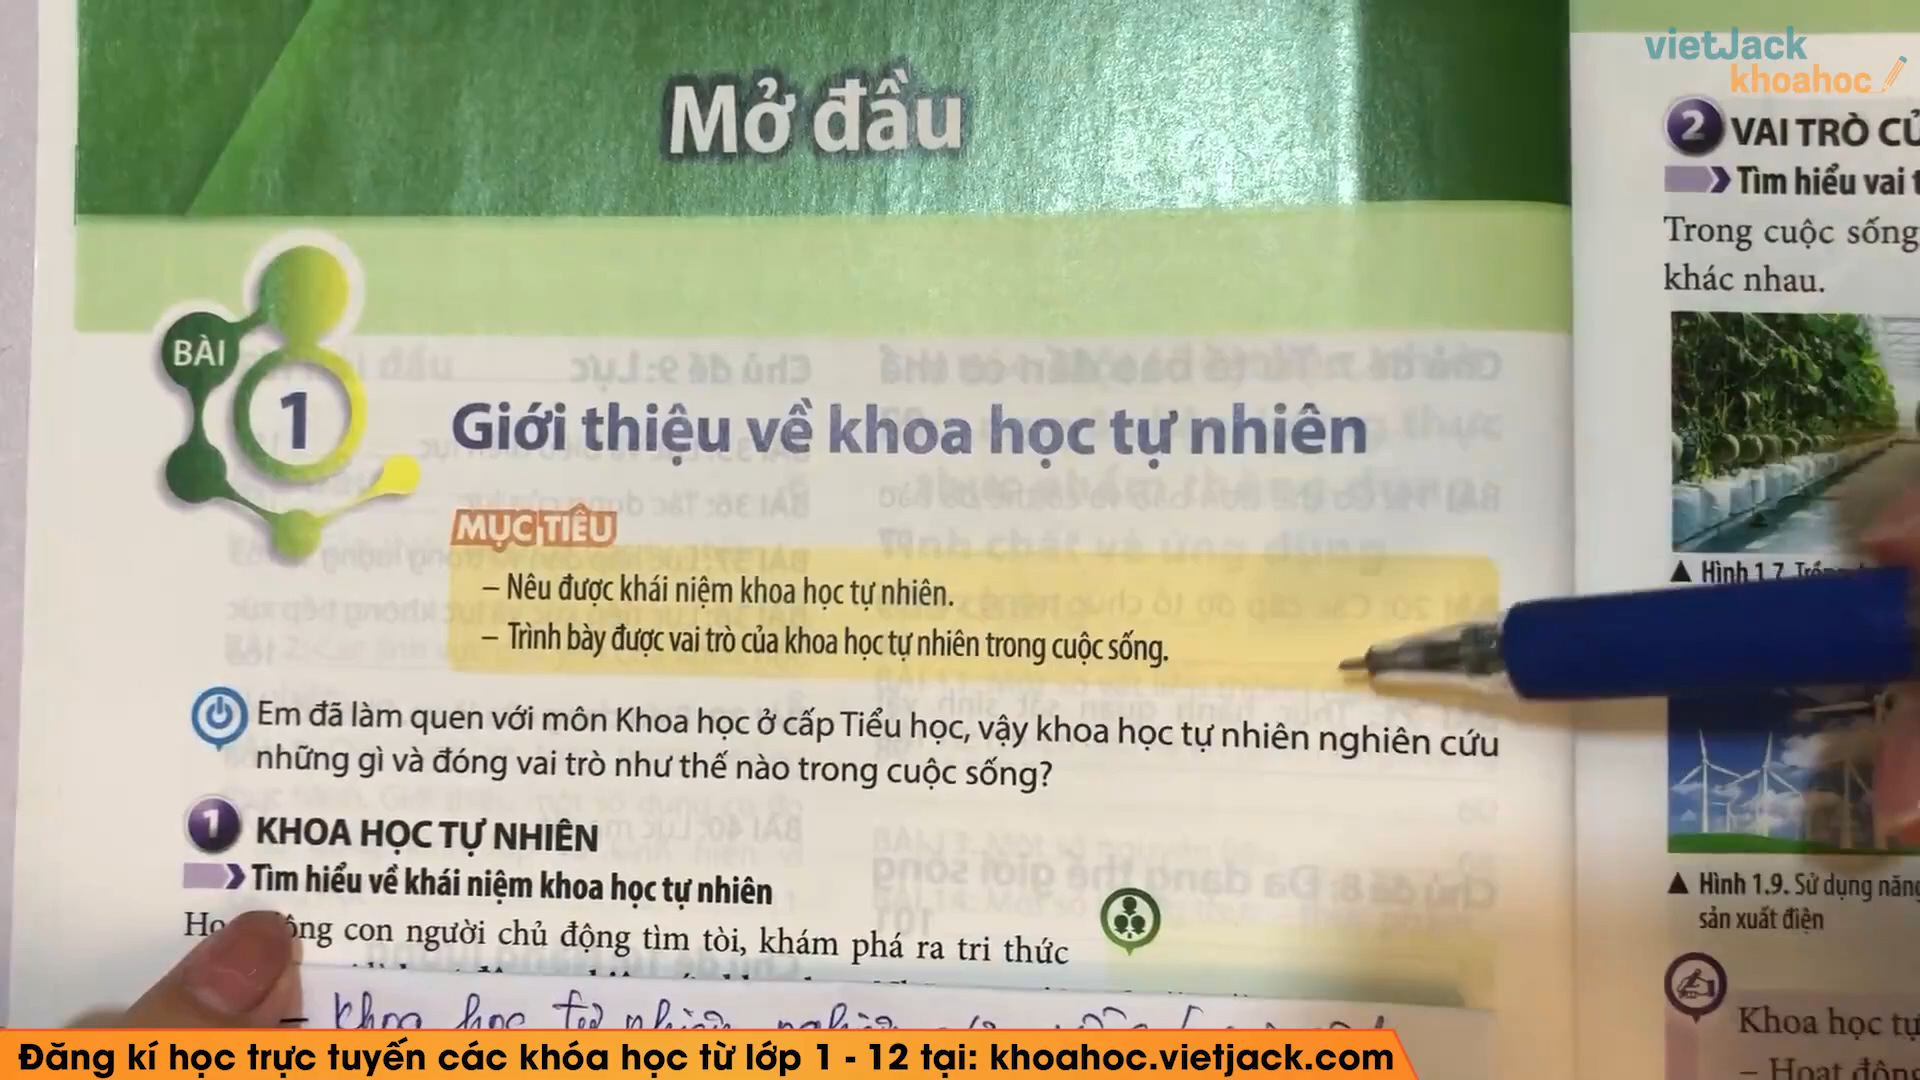 vietJack
khoahoc
Mở đầu
BÀI
1
Giới thiệu về khoa học tự nhiên
MỤC TIÊU
– Nêu được khái niệm khoa học tự nhiên.
– Trình bày được vai trò của khoa học tự nhiên trong cuộc sống.
Em đã làm quen với môn Khoa học ở cấp Tiểu học, vậy khoa học tự nhiên nghiên cứu
những gì và đóng vai trò như thế nào trong cuộc sống?
1 KHOA HỌC TỰ NHIÊN
Tìm hiểu về khái niệm khoa học tự nhiên
con người chủ động tìm tòi, khám phá ra tri thức
– khoa học tự nhiên
2 VAI TRÒ
Tìm hiểu vai
Trong cuộc sống
khác nhau.
▲ Hình 1.7.
▲ Hình 1.9. Sử dụng năng
sản xuất điện
Khoa học tự
– Hoạt động
Đăng kí học trực tuyến các khóa học từ lớp 1 - 12 tại: khoahoc.vietjack.com